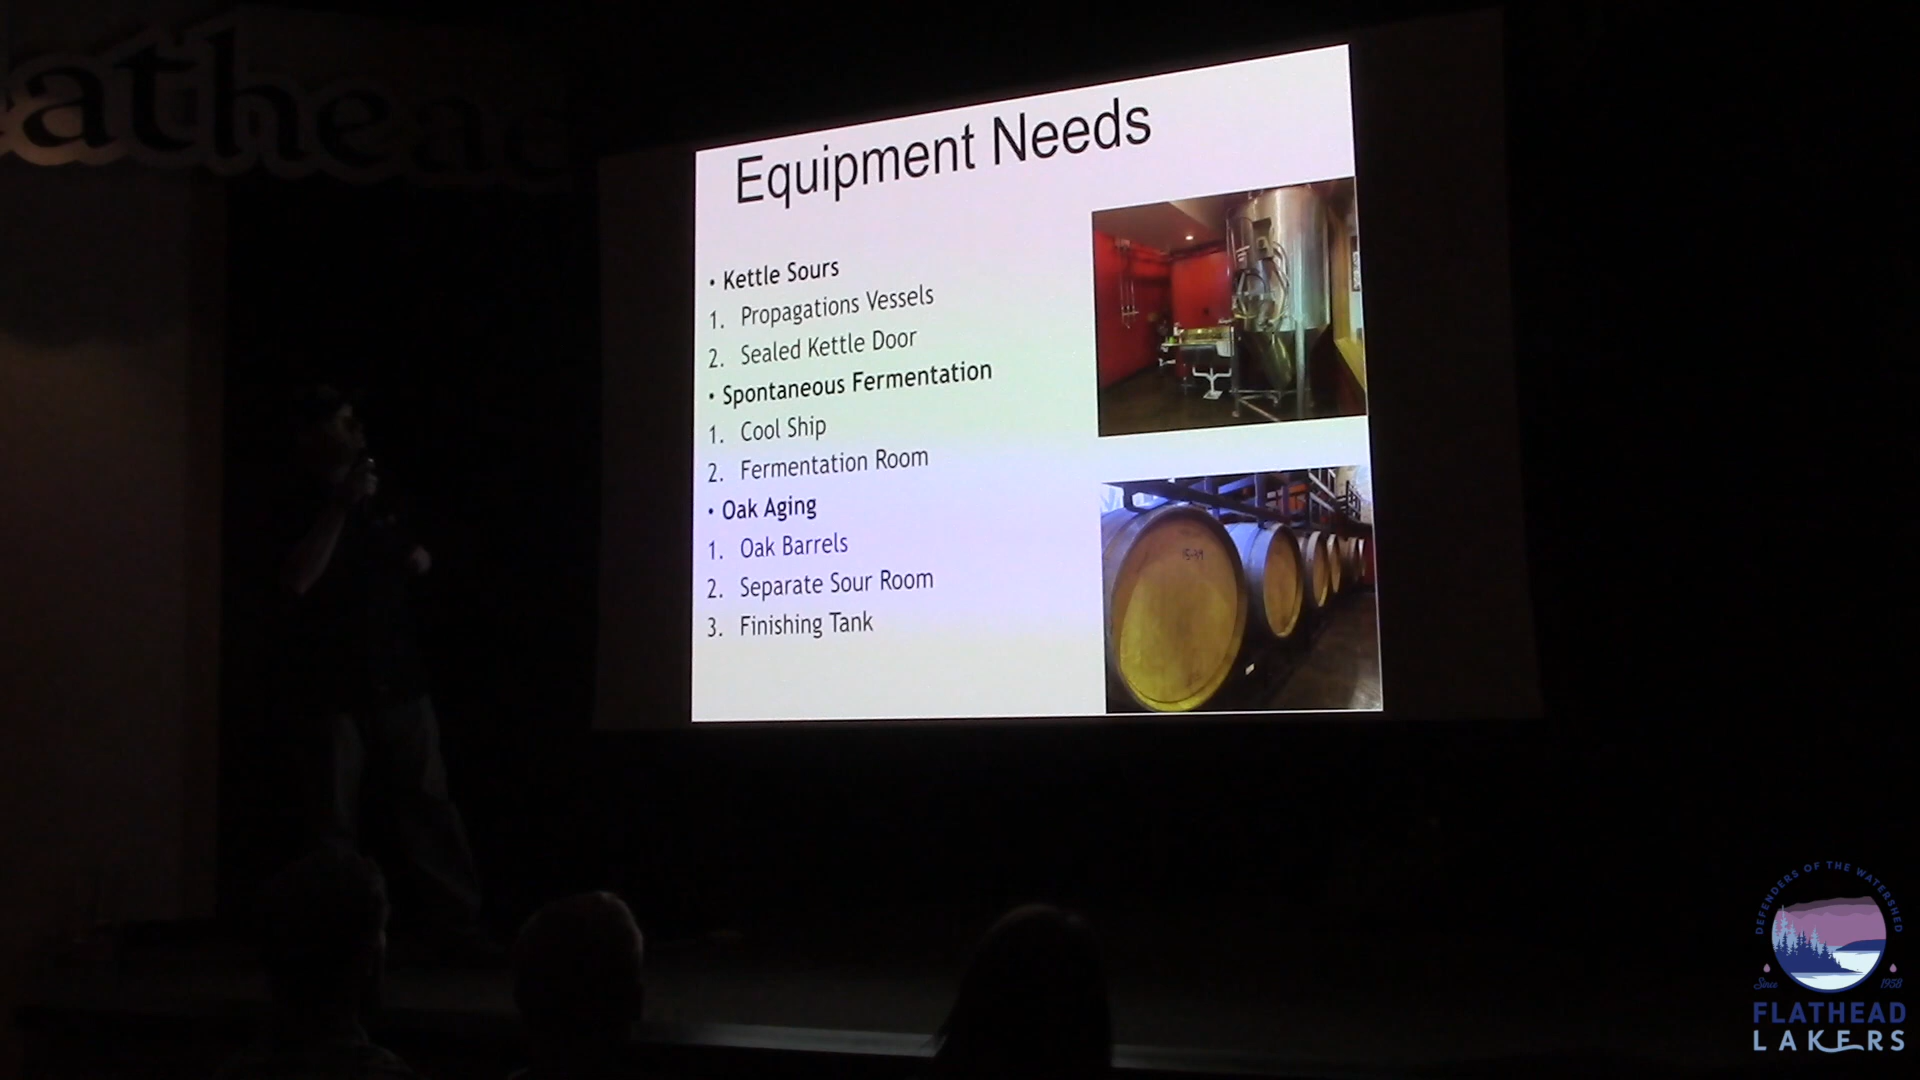 athead
Equipment Needs
• Kettle Sours
1. Propagations Vessels
2. Sealed Kettle Door
• Spontaneous Fermentation
1. Cool Ship
2. Fermentation Room
• Oak Aging
1. Oak Barrels
2. Separate Sour Room
3. Finishing Tank
DEFENDERS OF THE WATERSHED
Since 1958
FLATHEAD
LAKERS